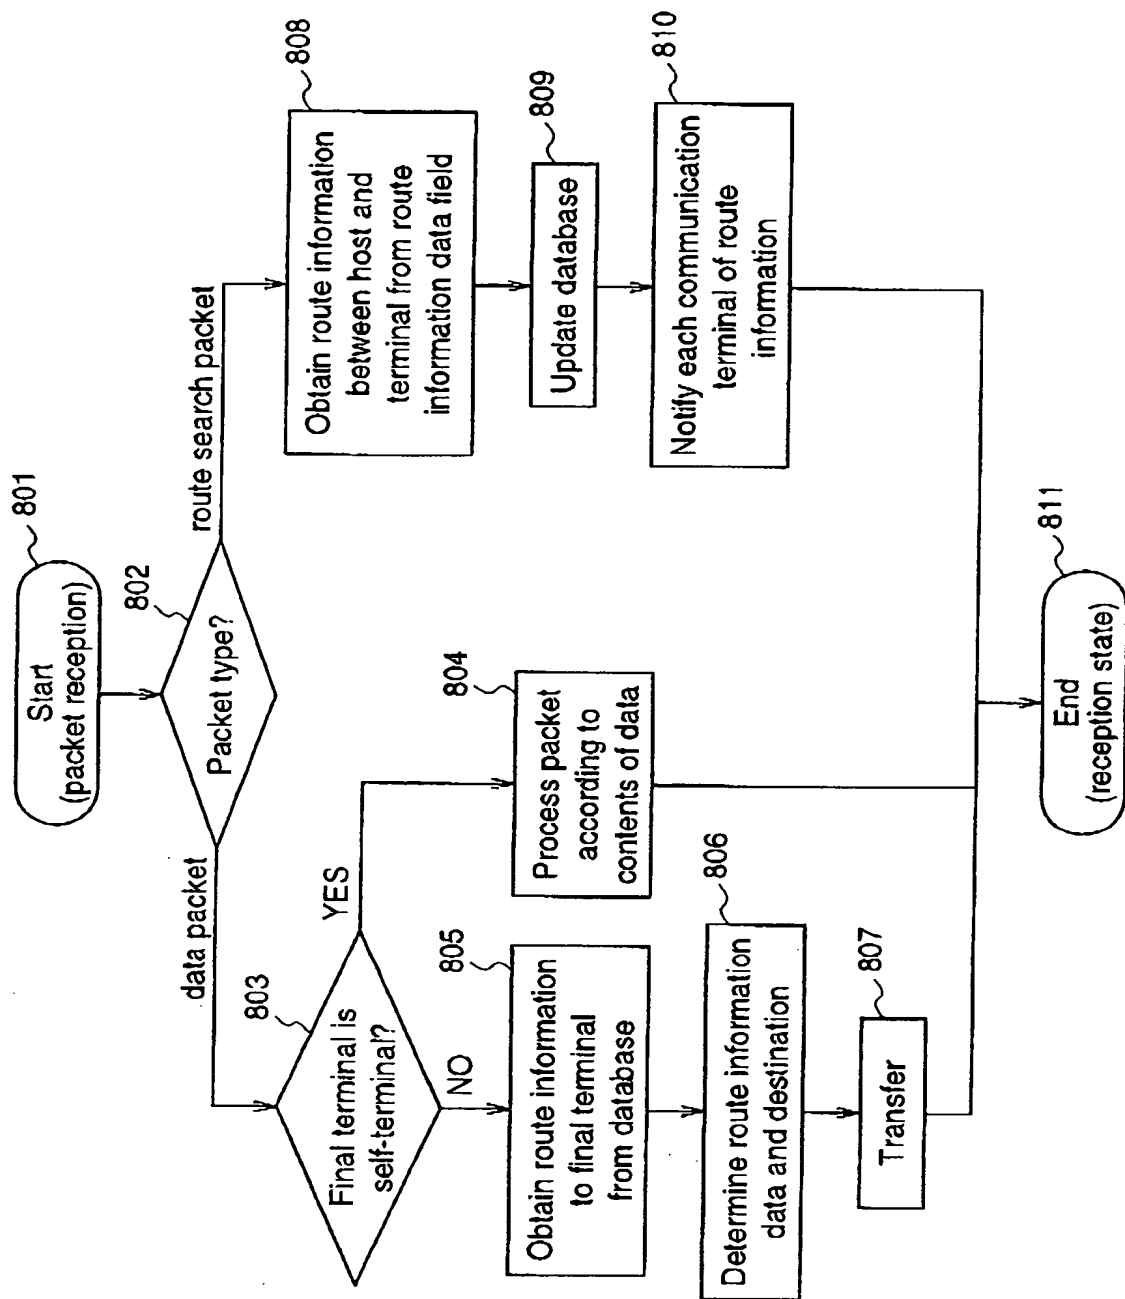 801
Start
(packet reception)
802
Packet type?
data packet
route search packet
803
Final terminal is
self-terminal?
YES
NO
804
Process packet
according to
contents of data
805
Obtain route information
to final terminal
from database
806
Determine route information
data and destination
807
Transfer
808
Obtain route information
between host and
terminal from route
information data field
809
Update database
810
Notify each communication
terminal of route
information
811
End
(reception state)